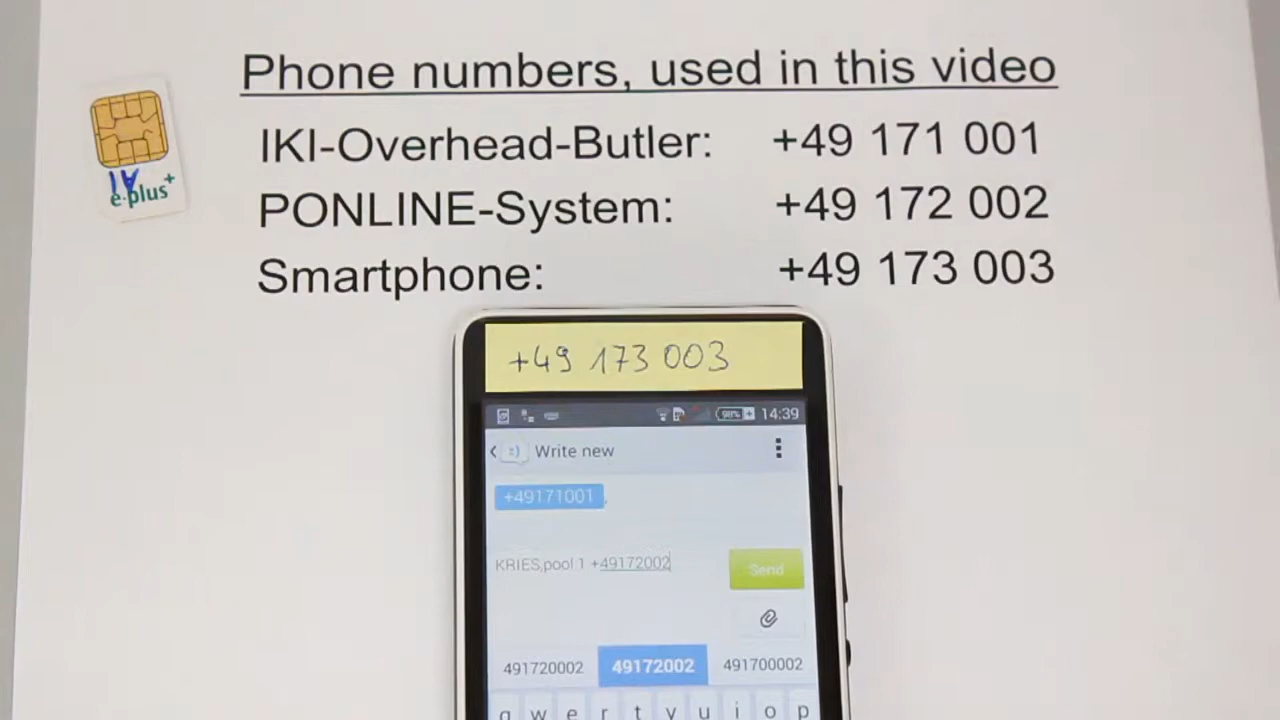 Phone numbers, used in this video
IKI-Overhead-Butler: +49 171 001
PONLINE-System: +49 172 002
Smartphone: +49 173 003
IV
e·plus+
+49 173 003
98% 14:39
Write new
+49171001,
KRIES,pool 1 +49172002
Send
491720002 49172002 491700002
q w e r t y u i o p